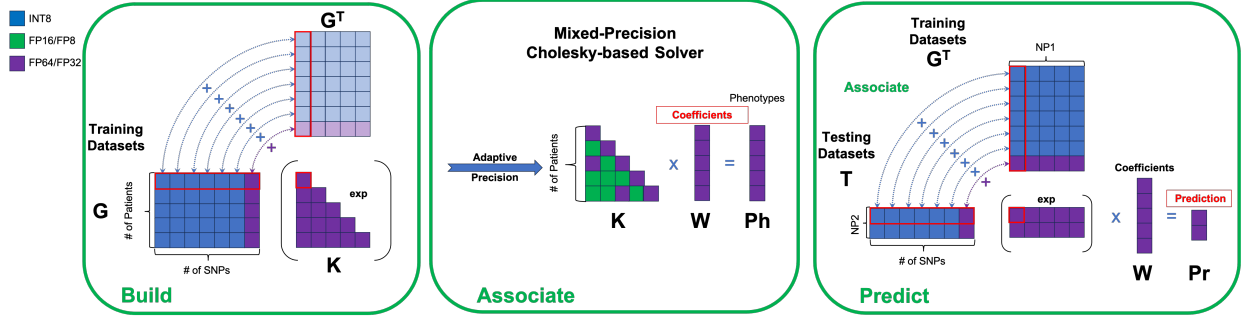 INT8
FP16/FP8
FP64/FP32
G^T
Training
Datasets
G
# of Patients
# of SNPs
+
+
+
+
+
+
+
exp
K
Build
Mixed-Precision
Cholesky-based Solver
Adaptive
Precision
# of Patients
Coefficients
Phenotypes
x
=
K
W
Ph
Associate
Training
Datasets
G^T
NP1
Associate
Testing
Datasets
T
NP2
# of SNPs
+
+
+
+
+
+
+
exp
x
Coefficients
=
Prediction
W
Pr
Predict